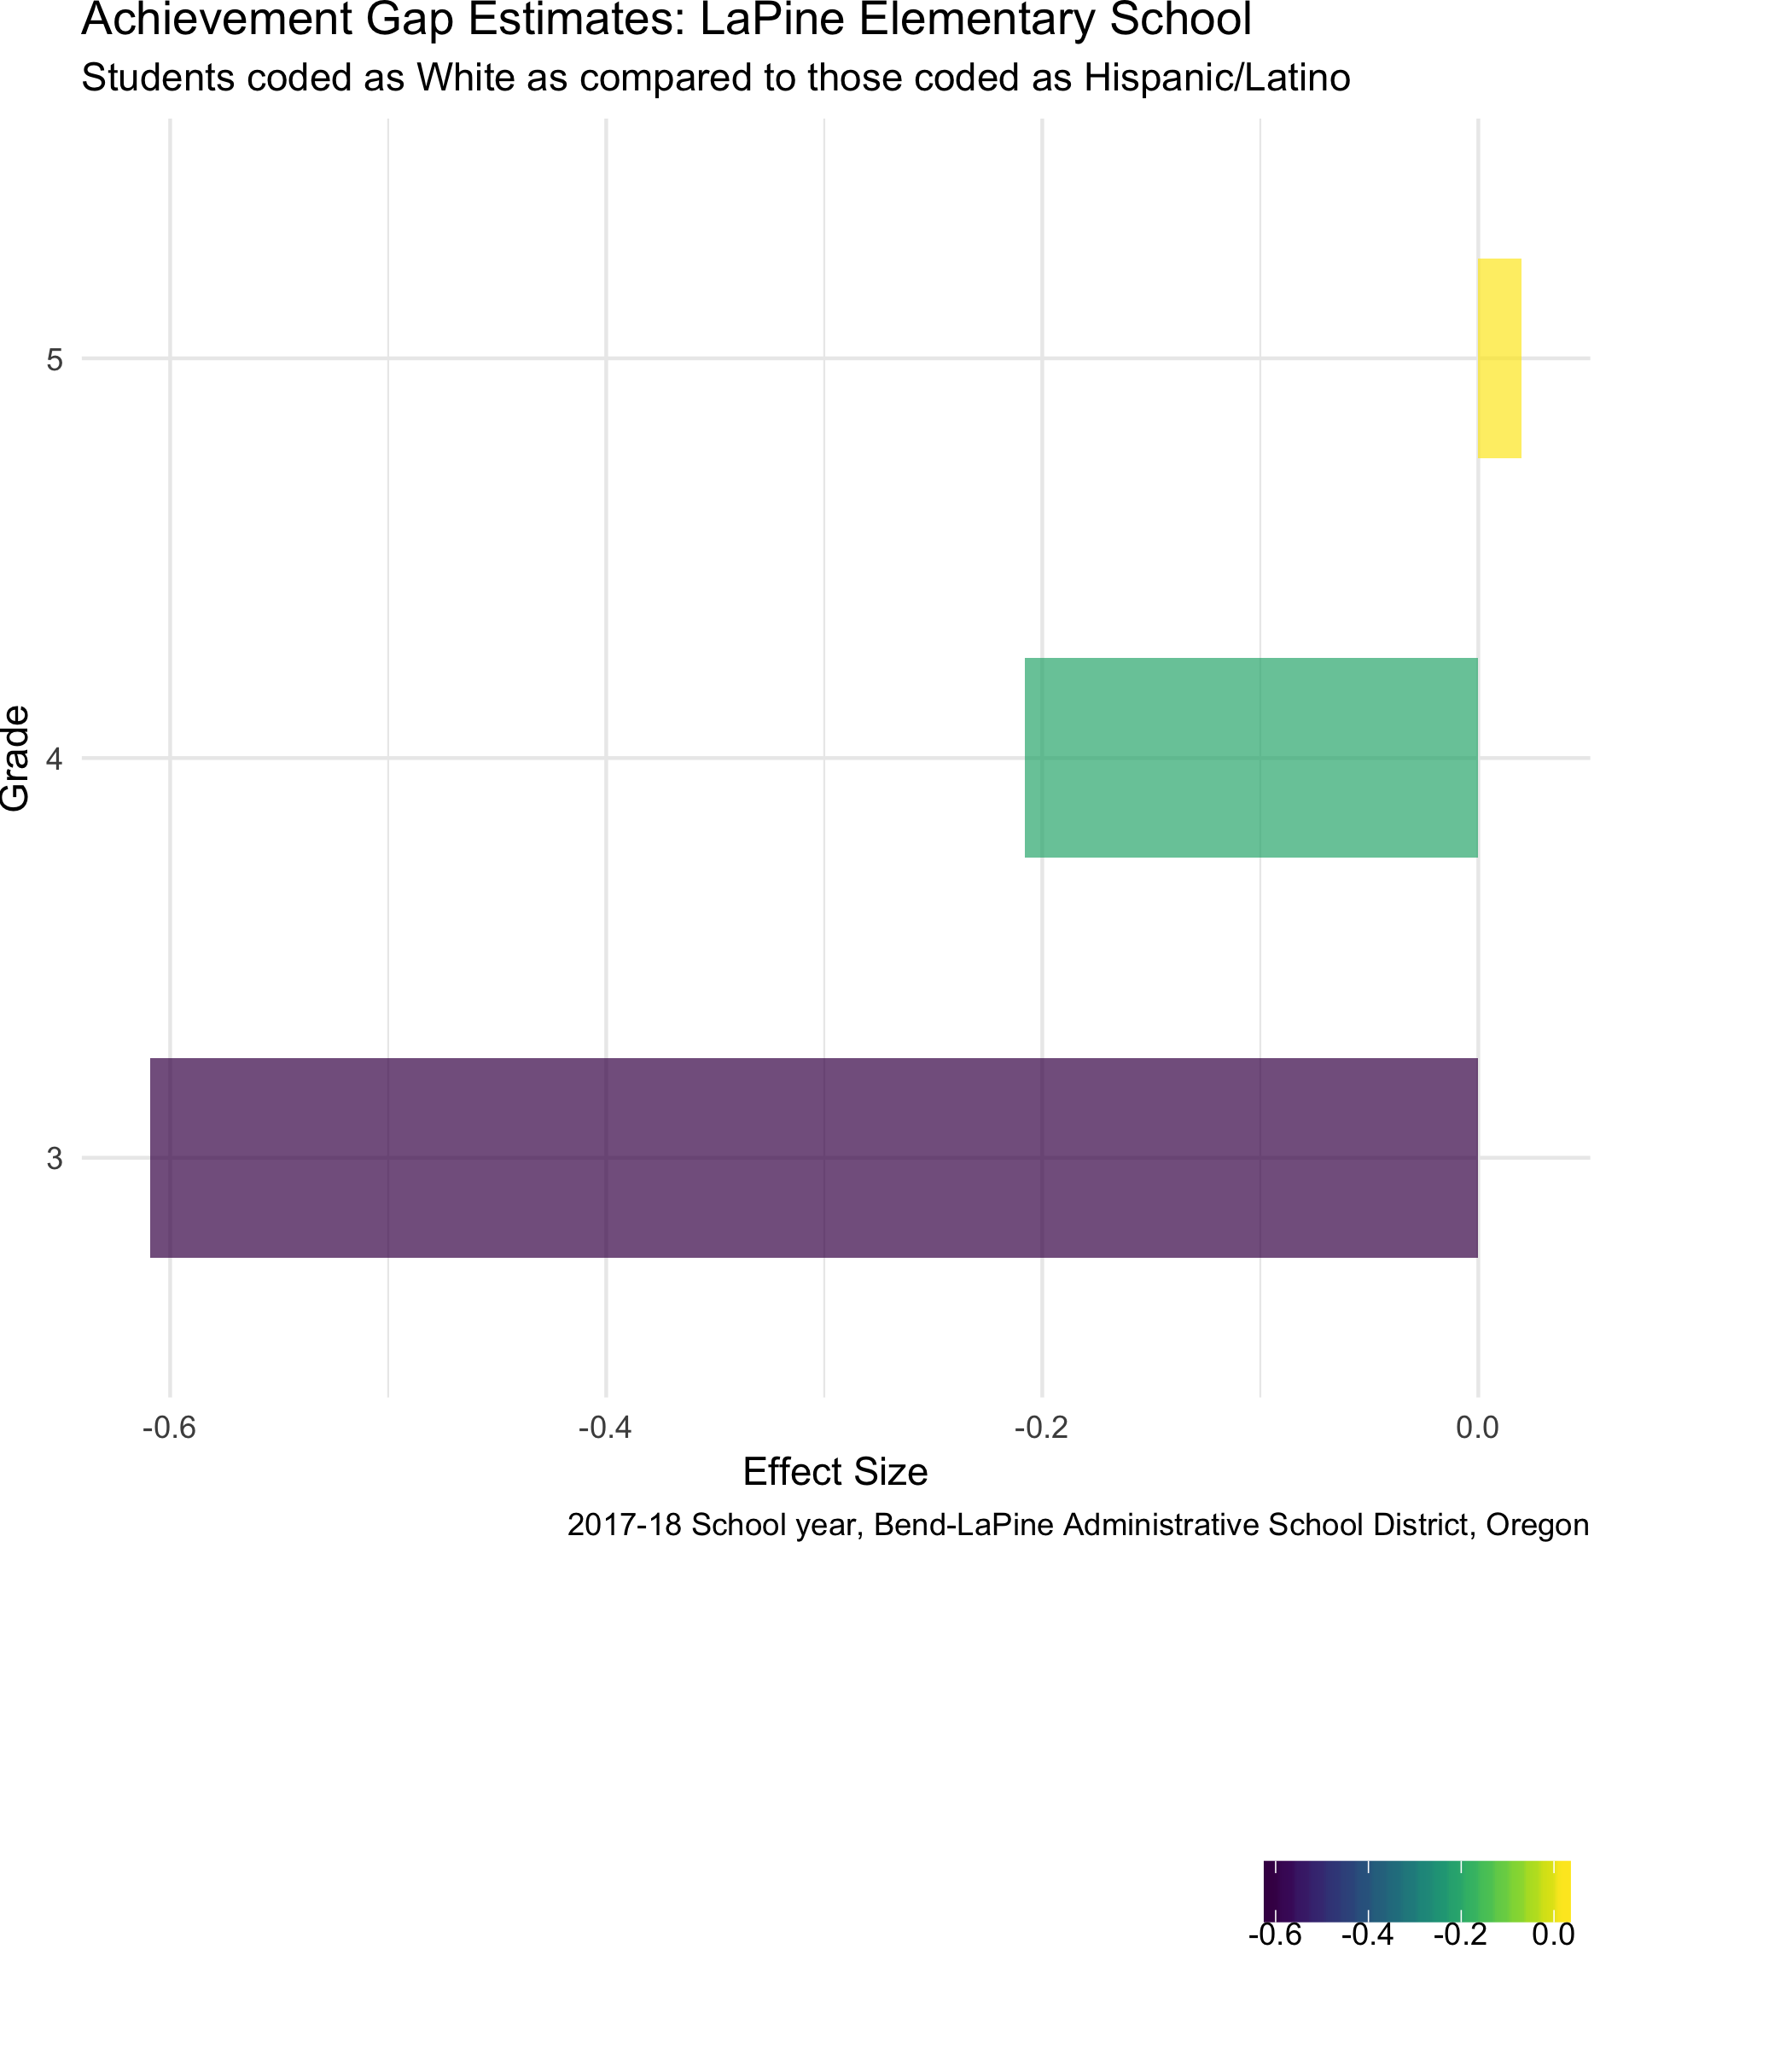 Achievement Gap Estimates: LaPine Elementary School
Students coded as White as compared to those coded as Hispanic/Latino
5
4
3
Grade
-0.6 -0.4 -0.2 0.0
Effect Size
2017-18 School year, Bend-LaPine Administrative School District, Oregon
-0.6 -0.4 -0.2 0.0